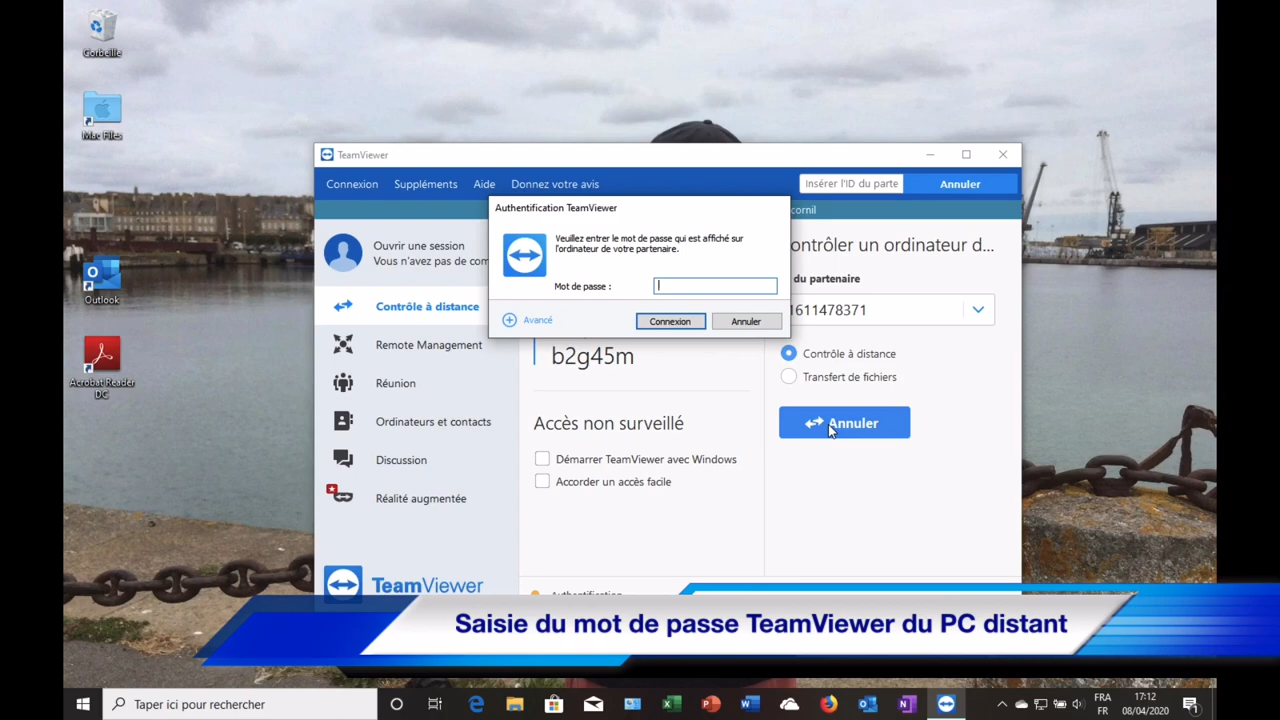 Corbeille
Mac Files
Outlook
Acrobat Reader
DC
TeamViewer
Connexion
Suppléments
Aide
Donnez votre avis
Insérer l'ID du parte
Annuler
cornil
Ouvrir une session
Vous n'avez pas de com
Contrôle à distance
Remote Management
Réunion
Ordinateurs et contacts
Discussion
Réalité augmentée
TeamViewer
Authentification TeamViewer
Veuillez entrer le mot de passe qui est affiché sur
l'ordinateur de votre partenaire.
Mot de passe :
Avancé
Connexion
Annuler
b2g45m
Accès non surveillé
Démarrer TeamViewer avec Windows
Accorder un accès facile
ontrôler un ordinateur d...
du partenaire
1611478371
Contrôle à distance
Transfert de fichiers
Annuler
Saisie du mot de passe TeamViewer du PC distant
Taper ici pour rechercher
FRA
FR
17:12
08/04/2020